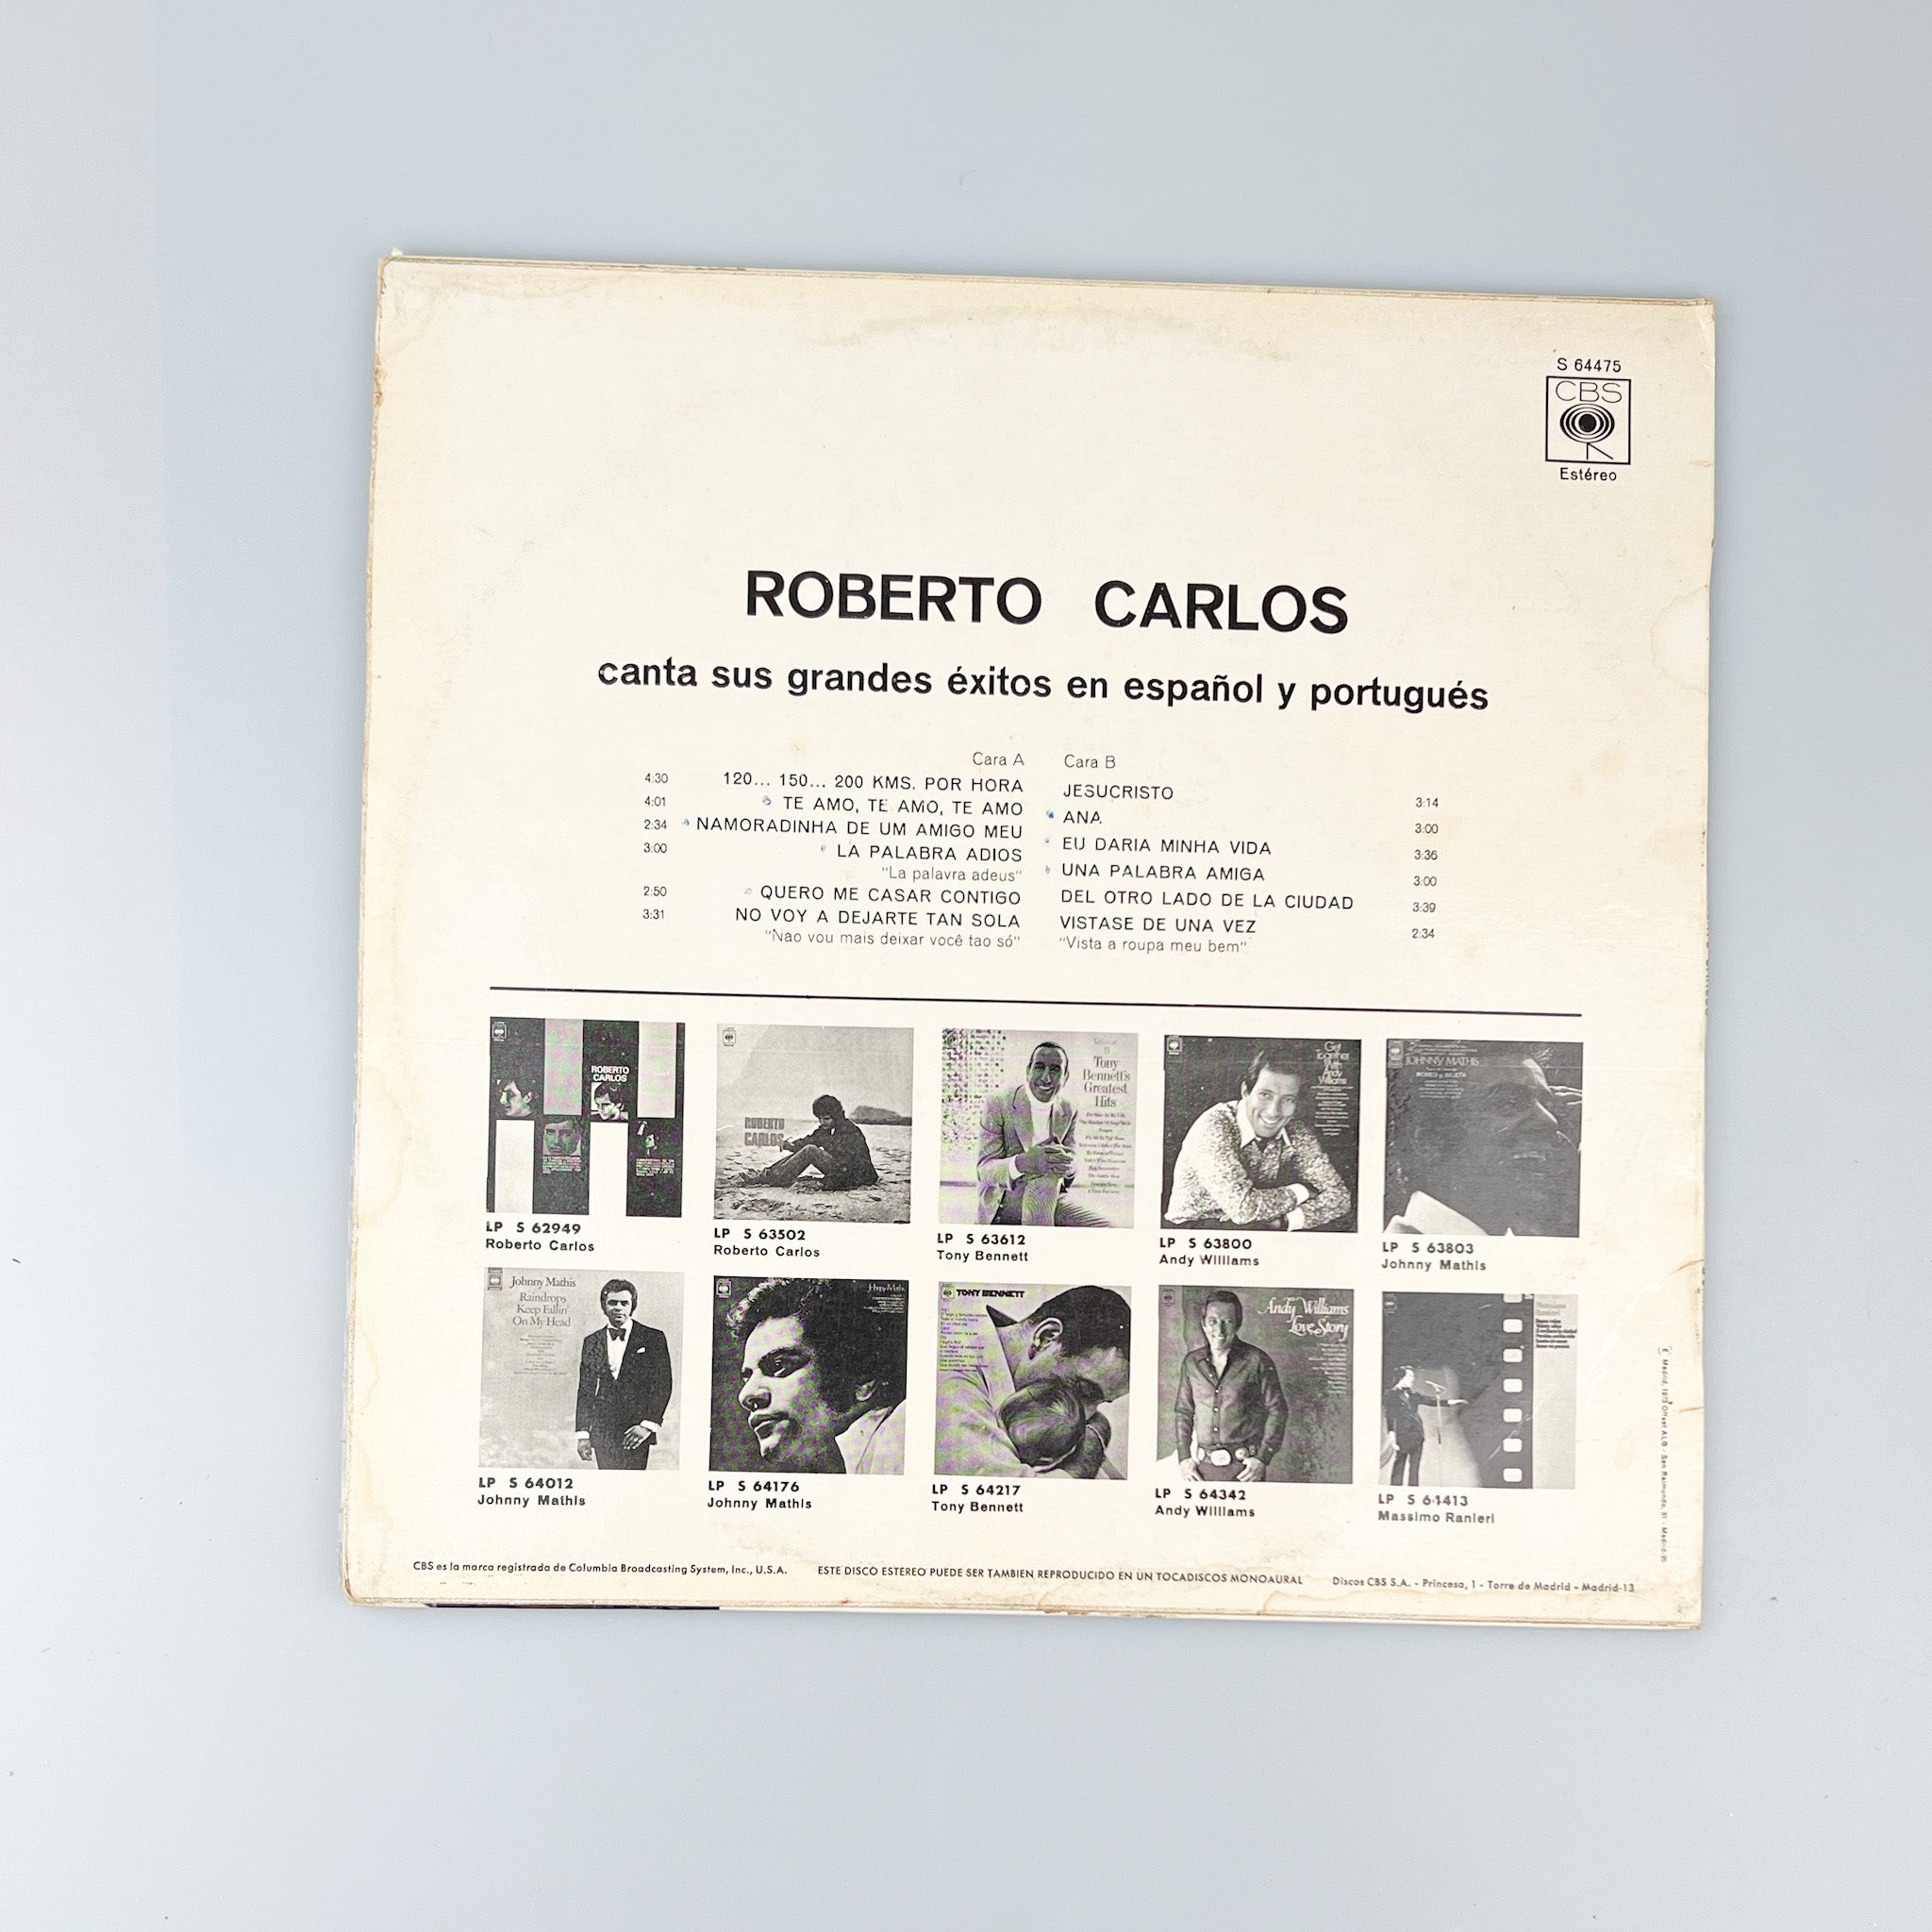 S 64475
CBS
Estéreo
ROBERTO CARLOS
canta sus grandes éxitos en español y portugués
Cara A
4:30 120... 150... 200 KMS. POR HORA
4:01 TE AMO, TE AMO, TE AMO
2:34 NAMORADINHA DE UM AMIGO MEU
3:00 LA PALABRA ADIOS
"La palavra adeus"
2:50 QUERO ME CASAR CONTIGO
3:31 NO VOY A DEJARTE TAN SOLA
"Nao vou mais deixar você tao só"
Cara B
JESUCRISTO 3:14
ANA 3:00
EU DARIA MINHA VIDA 3:36
UNA PALABRA AMIGA 3:00
DEL OTRO LADO DE LA CIUDAD 3:39
VISTASE DE UNA VEZ 2:34
"Vista a roupa meu bem"
ROBERTO
CARLOS
LP S 62949
Roberto Carlos
ROBERTO
CARLOS
LP S 63502
Roberto Carlos
Tony
Bennett's
Greatest
Hits
LP S 63612
Tony Bennett
Get
Together
With
Andy
Williams
LP S 63800
Andy Williams
JOHNNY MATHIS
LP S 63803
Johnny Mathis
Johnny Mathis
Raindrops
Keep Fallin'
On My Head
LP S 64012
Johnny Mathis
Johnny Mathis
LP S 64176
Johnny Mathis
TONY BENNETT
LP S 64217
Tony Bennett
Andy Williams
Love Story
LP S 64342
Andy Williams
LP S 64413
Massimo Ranieri
CBS es la marca registrada de Columbia Broadcasting System, Inc., U.S.A.
ESTE DISCO ESTEREO PUEDE SER TAMBIEN REPRODUCIDO EN UN TOCADISCOS MONOAURAL
Discos CBS S.A. - Princesa, 1 - Torre de Madrid - Madrid-13